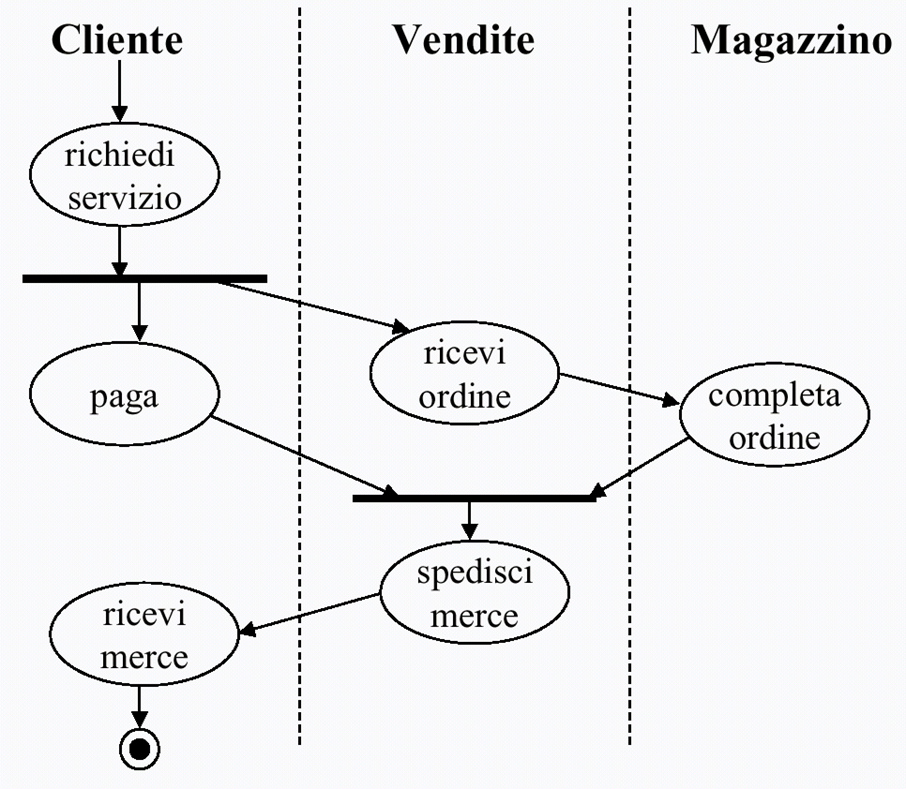 Cliente
Vendite
Magazzino
richiedi
servizio
ricevi
ordine
paga
completa
ordine
spedisci
merce
ricevi
merce